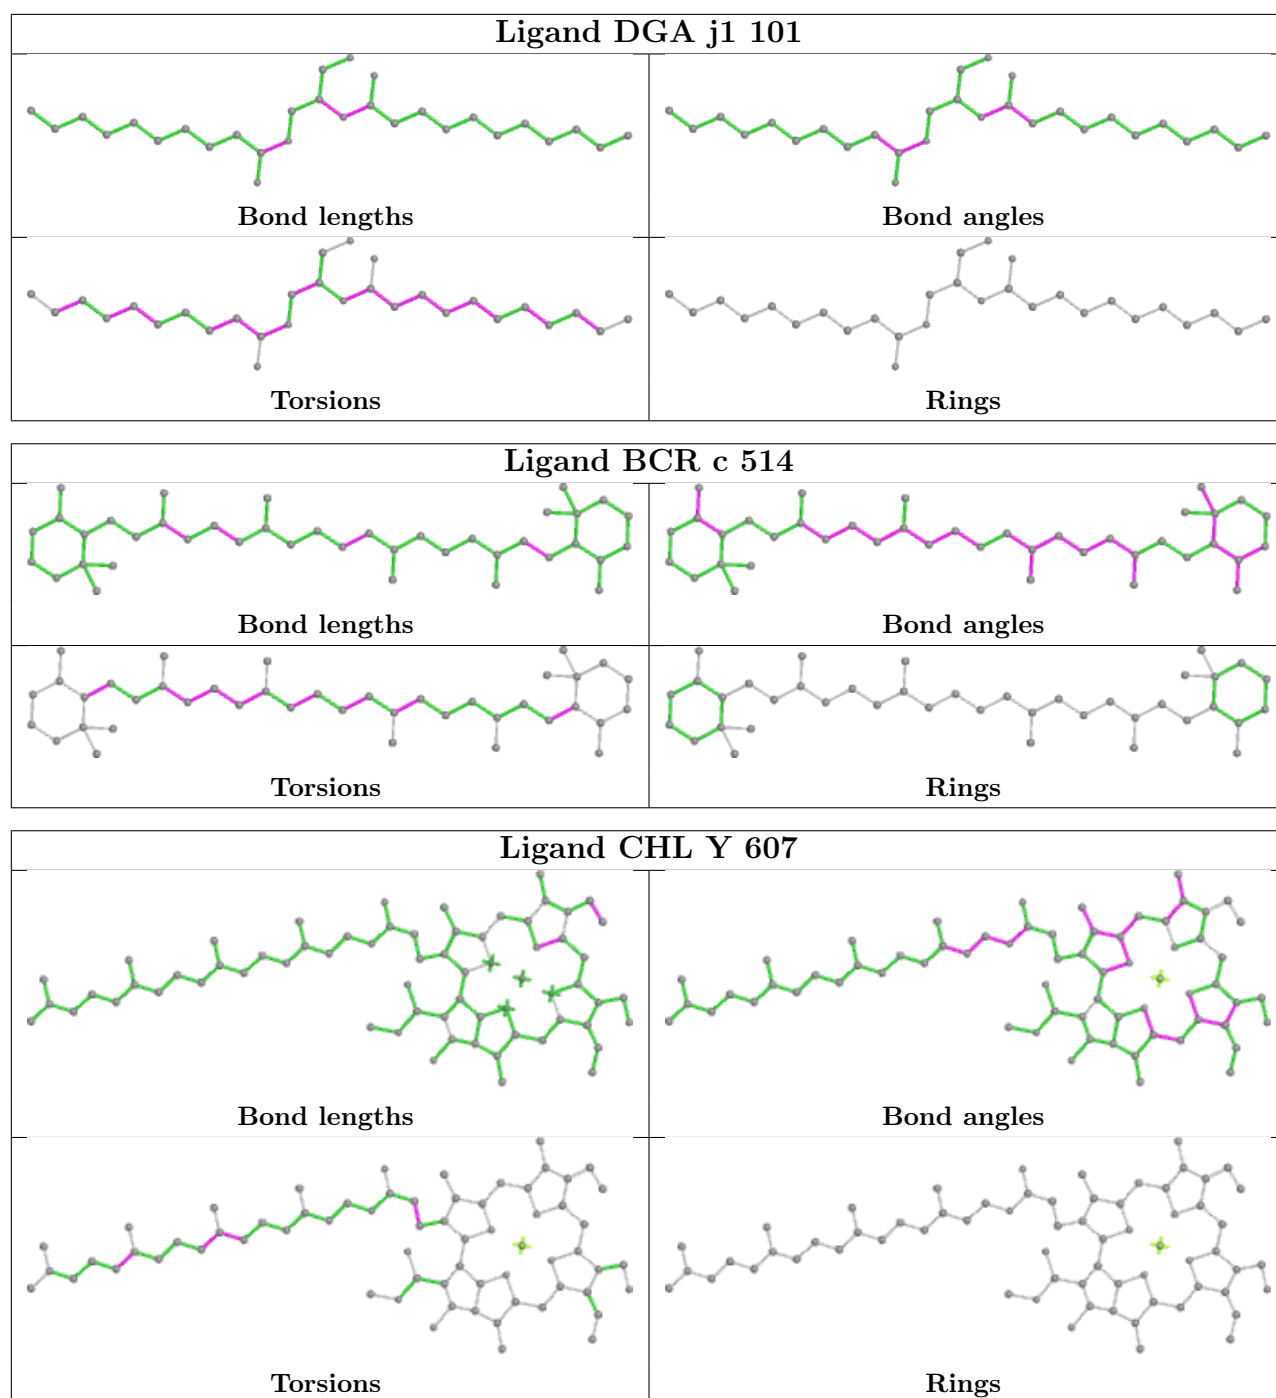 Ligand DGA j1 101
Bond lengths
Bond angles
Torsions
Rings
Ligand BCR c 514
Bond lengths
Bond angles
Torsions
Rings
Ligand CHL Y 607
Bond lengths
Bond angles
Torsions
Rings